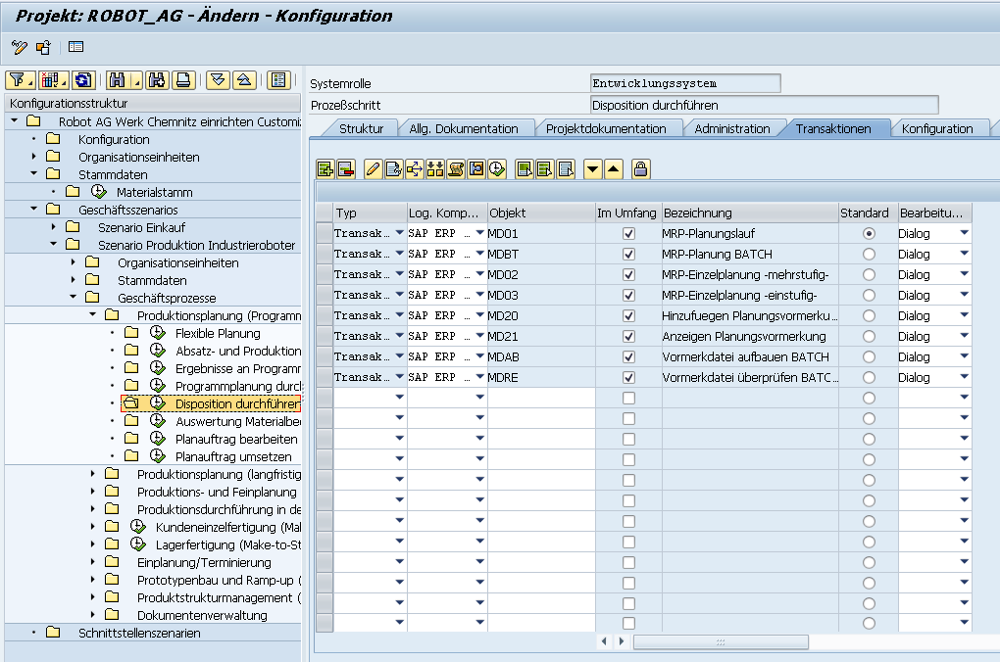 Projekt: ROBOT_AG - Ändern - Konfiguration
Systemrolle Entwicklungssystem
Prozeßschritt Disposition durchführen
Struktur Allg. Dokumentation Projektdokumentation Administration Transaktionen Konfiguration
Konfigurationsstruktur
Robot AG Werk Chemnitz einrichten Customi
Konfiguration
Organisationseinheiten
Stammdaten
Materialstamm
Geschäftsszenarios
Szenario Einkauf
Szenario Produktion Industrieroboter
Organisationseinheiten
Stammdaten
Geschäftsprozesse
Produktionsplanung (Programm
Flexible Planung
Absatz- und Produktion
Ergebnisse an Programm
Programmplanung durch
Disposition durchführen
Auswertung Materialbe
Planauftrag bearbeiten
Planauftrag umsetzen
Produktionsplanung (langfristig
Produktions- und Feinplanung
Produktionsdurchführung in de
Kundeneinzelfertigung (Mak
Lagerfertigung (Make-to-St
Einplanung/Terminierung
Prototypenbau und Ramp-up (
Produktstrukturmanagement (
Dokumentenverwaltung
Schnittstellenszenarien
Typ Log. Komp... Objekt Im Umfang Bezeichnung Standard Bearbeitu...
Transak.. SAP ERP … MD01 MRP-Planungslauf Dialog
Transak.. SAP ERP … MDBT MRP-Planung BATCH Dialog
Transak.. SAP ERP … MD02 MRP-Einzelplanung -mehrstufig- Dialog
Transak.. SAP ERP … MD03 MRP-Einzelplanung -einstufig- Dialog
Transak.. SAP ERP … MD20 Hinzufuegen Planungsvormerku... Dialog
Transak.. SAP ERP … MD21 Anzeigen Planungsvormerkung Dialog
Transak.. SAP ERP … MDAB Vormerkdatei aufbauen BATCH Dialog
Transak.. SAP ERP … MDRE Vormerkdatei überprüfen BATC... Dialog